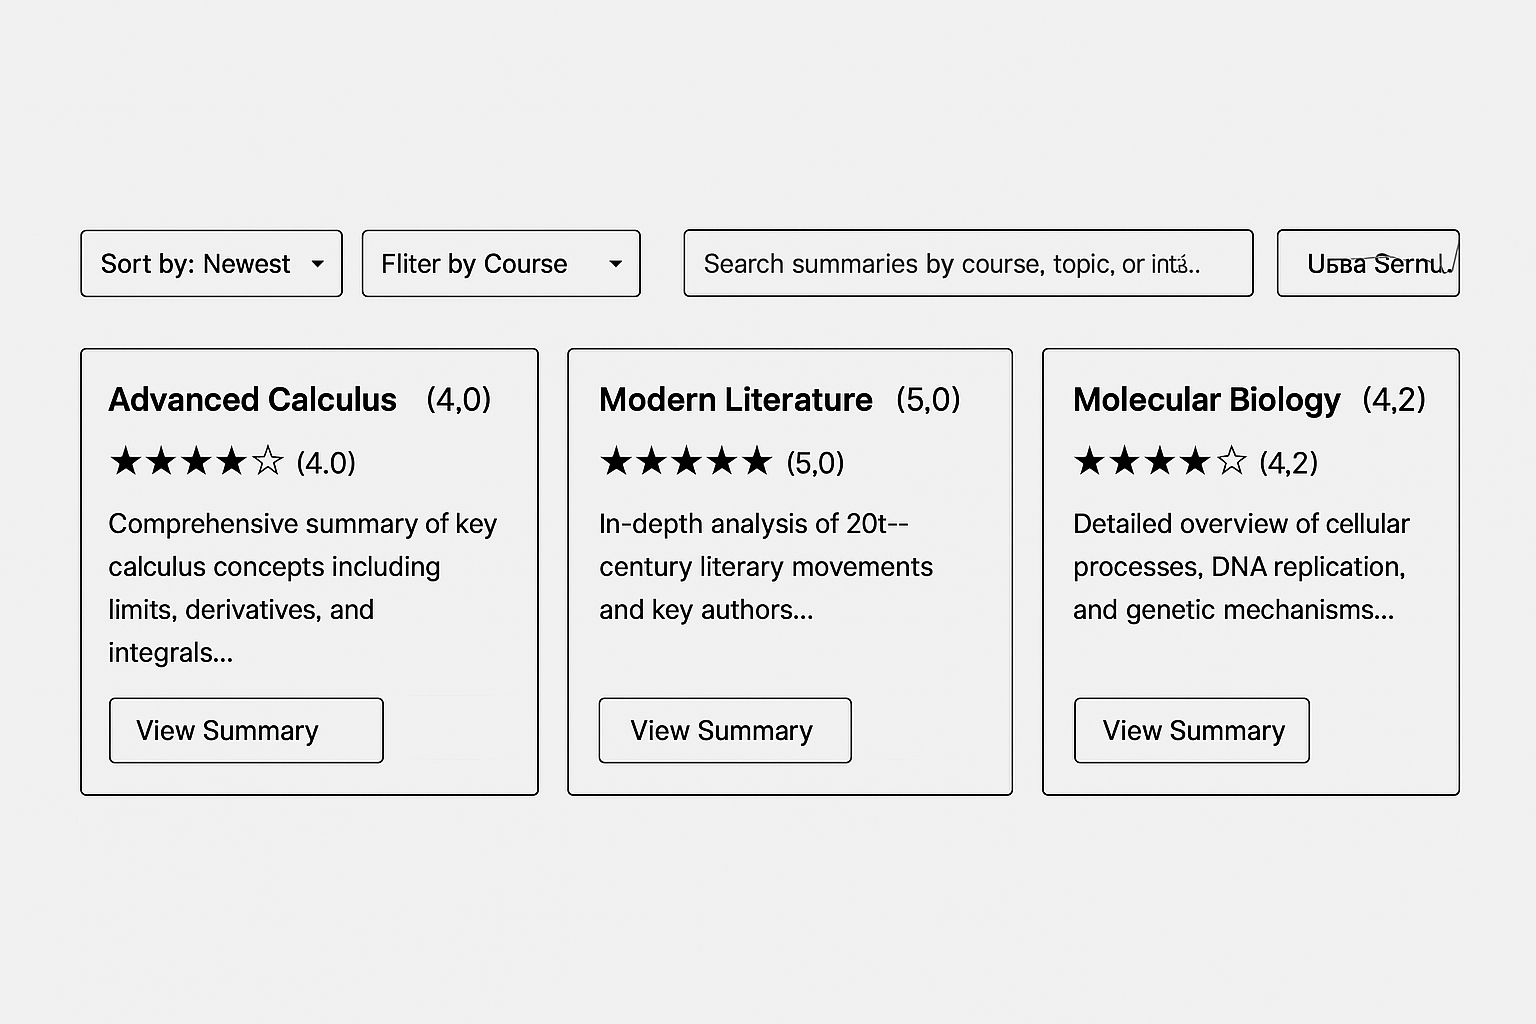 Sort by: Newest
Fliter by Course
Search summaries by course, topic, or
Advanced Calculus (4,0)
★★★★☆ (4.0)
Comprehensive summary of key
calculus concepts including
limits, derivatives, and
integrals...
View Summary
Modern Literature (5,0)
★★★★★ (5,0)
In-depth analysis of 20t--
century literary movements
and key authors...
View Summary
Molecular Biology (4,2)
★★★★☆ (4,2)
Detailed overview of cellular
processes, DNA replication,
and genetic mechanisms...
View Summary